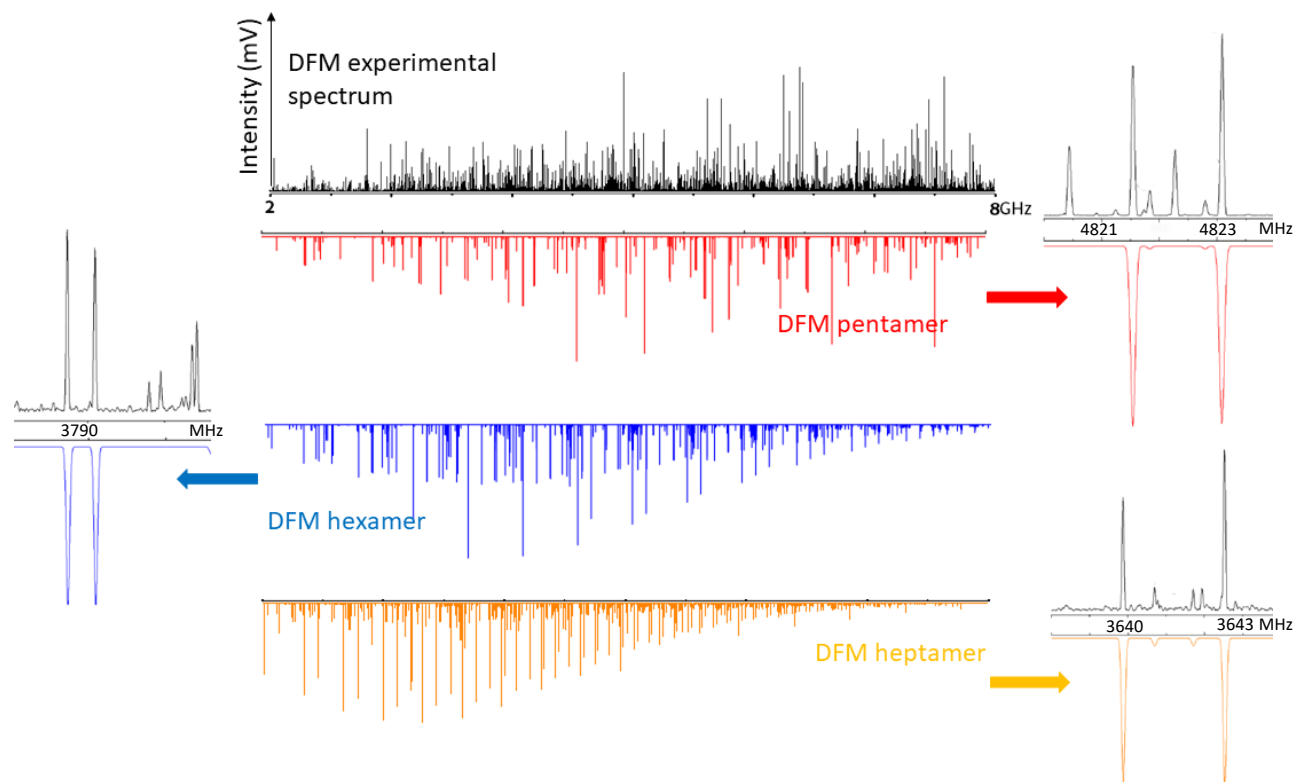 Intensity (mV)
DFM experimental
spectrum
2
8GHz
4821
4823
MHz
DFM pentamer
3790
MHz
DFM hexamer
3640
3643 MHz
DFM heptamer